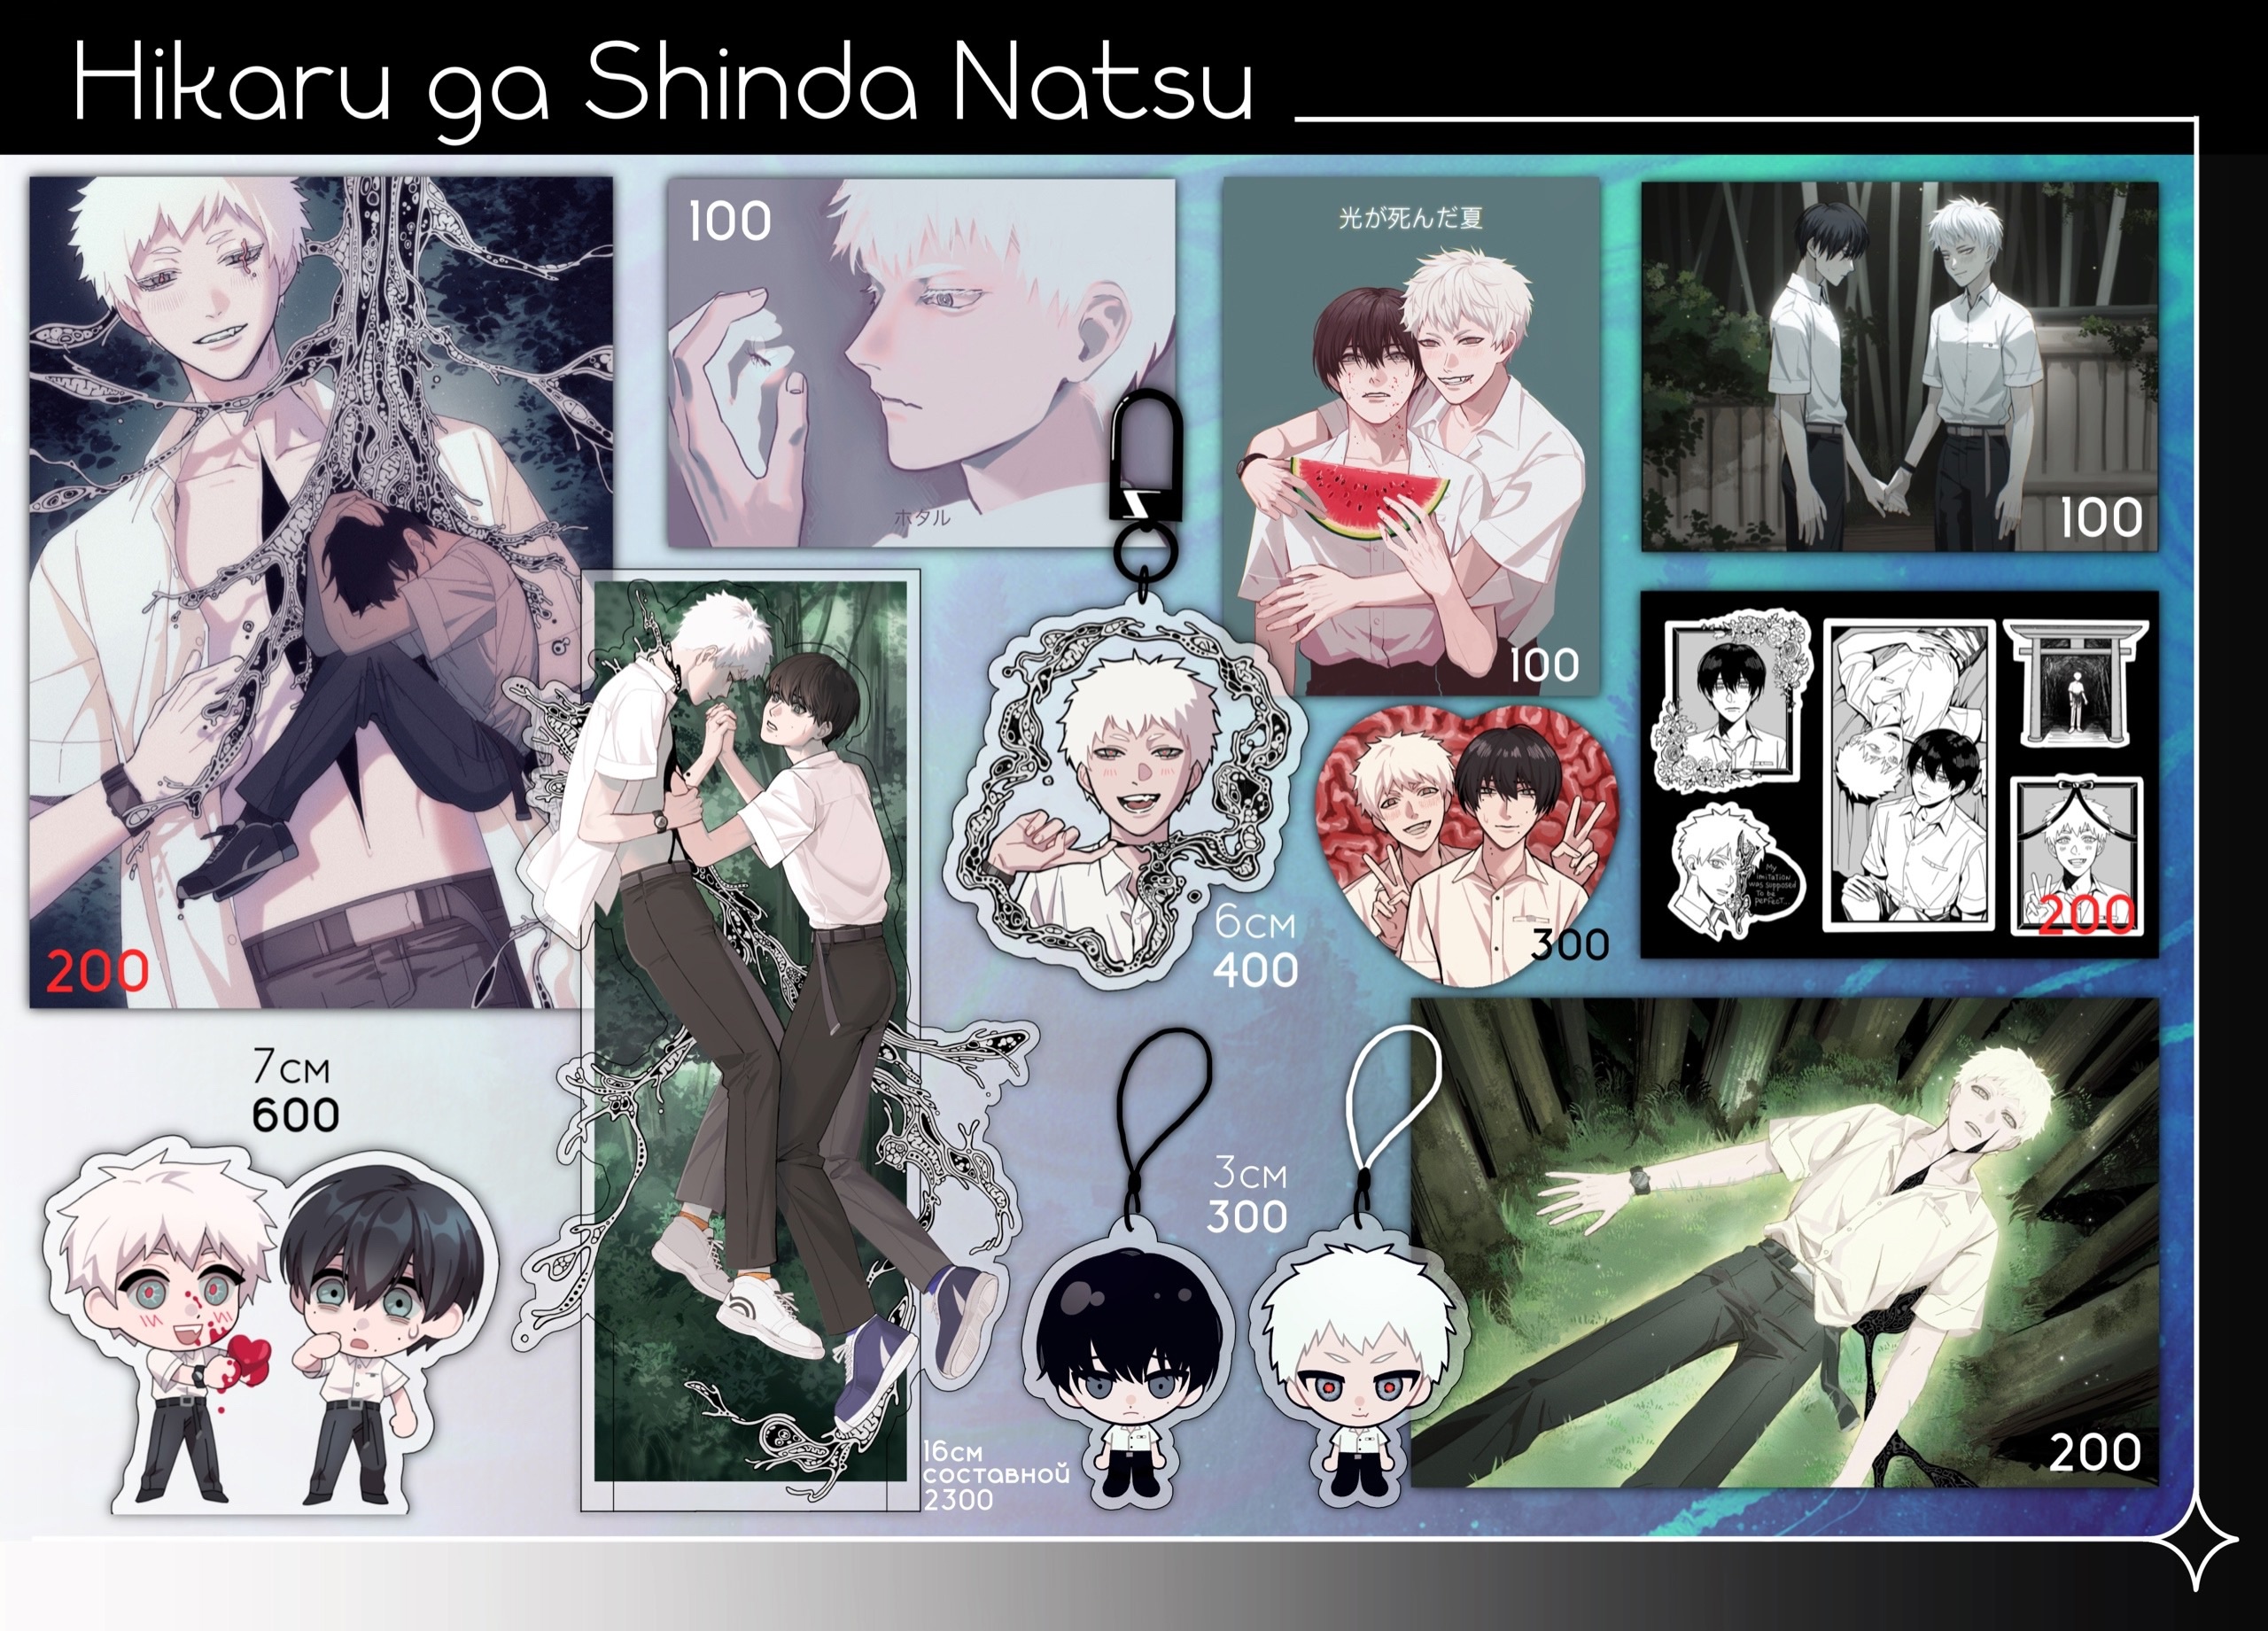 Hikaru ga Shinda Natsu
100
ホタル
光が死んだ夏
100
100
200
6см
400
300
My
imitation
was supposed
To be
perfect...
200
7см
600
3см
300
16см
составной
2300
200